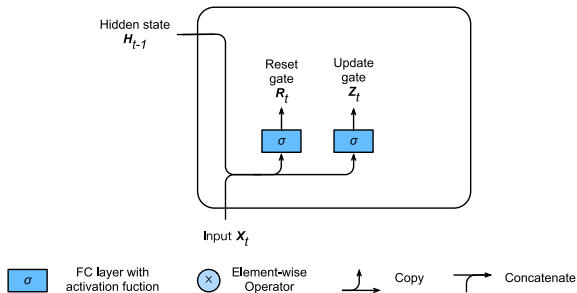 Hidden state
H_{t-1}
Reset
gate
R_t
Update
gate
Z_t
σ
σ
Input X_t
σ
FC layer with
activation fuction
×
Element-wise
Operator
Copy
Concatenate